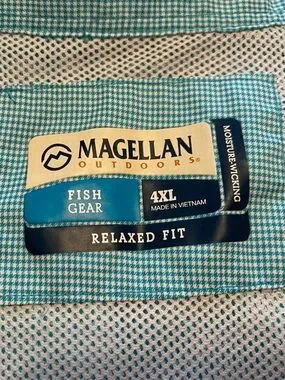 MAGELLAN
OUTDOORS®
FISH
GEAR
4XL
MADE IN VIETNAM
MOISTURE-WICKING
RELAXED FIT